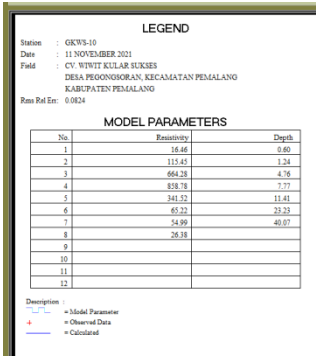 LEGEND
Station : GKWS-10
Date : 11 NOVEMBER 2021
Field : CV. WIWIT KULAR SUKSES
DESA PEGONGSORAN, KECAMATAN PEMALANG
KABUPATEN PEMALANG
Rms Rel Err: 0.0824
MODEL PARAMETERS
No. Resistivity Depth
1 16.46 0.60
2 115.45 1.24
3 664.28 4.76
4 858.78 7.77
5 341.52 11.41
6 65.22 23.23
7 54.99 40.07
8 26.38
9
10
11
12
Description :
= Model Parameter
+ = Observed Data
= Calculated